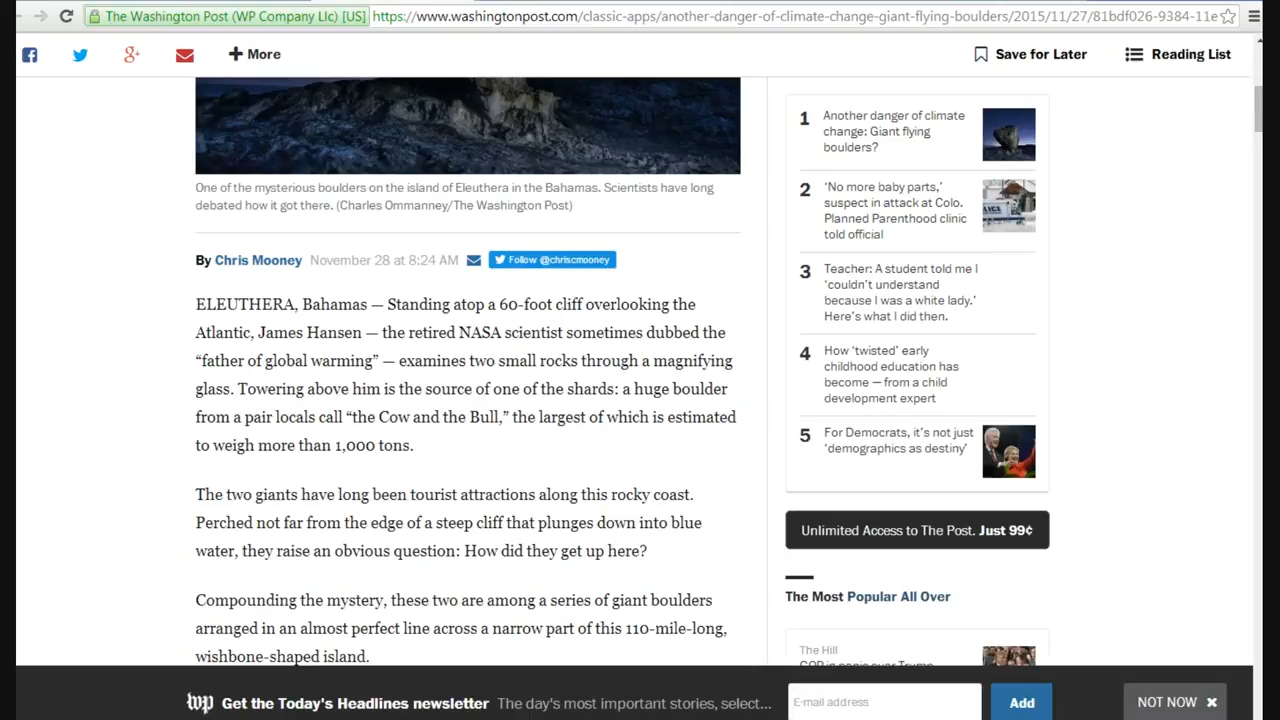 The Washington Post (WP Company Llc) [US] https://www.washingtonpost.com/classic-apps/another-danger-of-climate-change-giant-flying-boulders/2015/11/27/81bdf026-9384-11e
More
Save for Later
Reading List
One of the mysterious boulders on the island of Eleuthera in the Bahamas. Scientists have long
debated how it got there. (Charles Ommanney/The Washington Post)
By Chris Mooney November 28 at 8:24 AM Follow @chriscmooney
ELEUTHERA, Bahamas — Standing atop a 60-foot cliff overlooking the
Atlantic, James Hansen — the retired NASA scientist sometimes dubbed the
“father of global warming” — examines two small rocks through a magnifying
glass. Towering above him is the source of one of the shards: a huge boulder
from a pair locals call “the Cow and the Bull,” the largest of which is estimated
to weigh more than 1,000 tons.
The two giants have long been tourist attractions along this rocky coast.
Perched not far from the edge of a steep cliff that plunges down into blue
water, they raise an obvious question: How did they get up here?
Compounding the mystery, these two are among a series of giant boulders
arranged in an almost perfect line across a narrow part of this 110-mile-long,
wishbone-shaped island.
1 Another danger of climate
change: Giant flying
boulders?
2 ‘No more baby parts,’
suspect in attack at Colo.
Planned Parenthood clinic
told official
3 Teacher: A student told me I
‘couldn’t understand
because I was a white lady.’
Here’s what I did then.
4 How ‘twisted’ early
childhood education has
become — from a child
development expert
5 For Democrats, it’s not just
‘demographics as destiny’
Unlimited Access to The Post. Just 99¢
The Most Popular All Over
The Hill
GOP in panic over Trump
wp Get the Today's Headlines newsletter The day's most important stories, select...
E-mail address
Add
NOT NOW ×